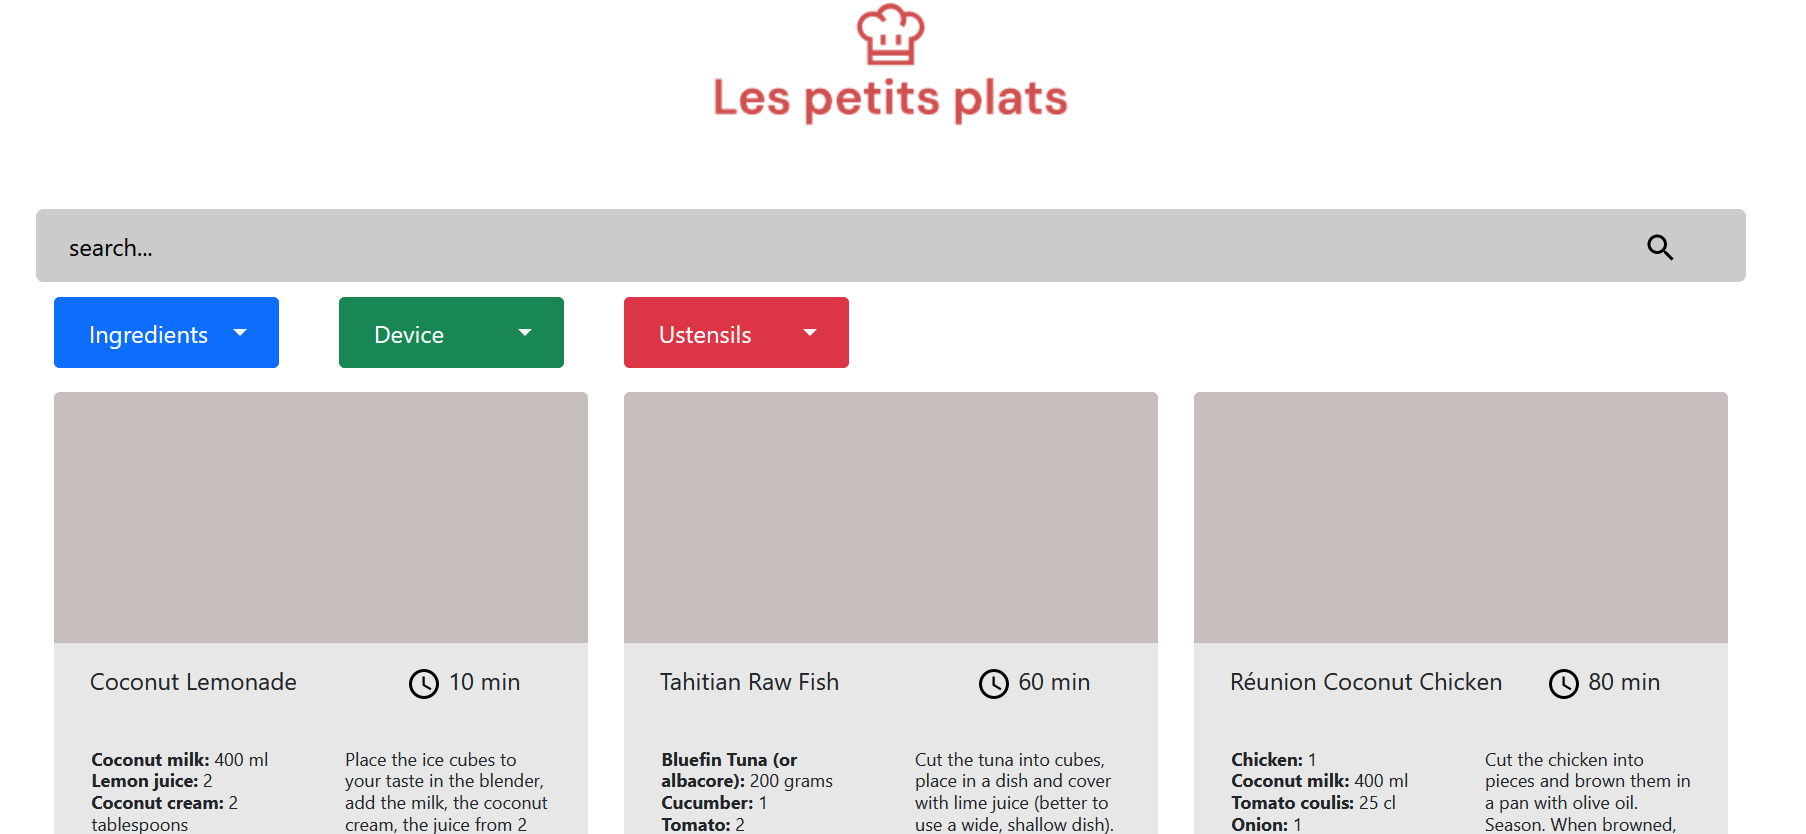 Les petits plats
search...
Ingredients
Device
Ustensils
Coconut Lemonade
10 min
Coconut milk: 400 ml
Lemon juice: 2
Coconut cream: 2
tablespoons
Place the ice cubes to
your taste in the blender,
add the milk, the coconut
cream, the juice from 2
Tahitian Raw Fish
60 min
Bluefin Tuna (or
albacore): 200 grams
Cucumber: 1
Tomato: 2
Cut the tuna into cubes,
place in a dish and cover
with lime juice (better to
use a wide, shallow dish).
Réunion Coconut Chicken
80 min
Chicken: 1
Coconut milk: 400 ml
Tomato coulis: 25 cl
Onion: 1
Cut the chicken into
pieces and brown them in
a pan with olive oil.
Season. When browned,